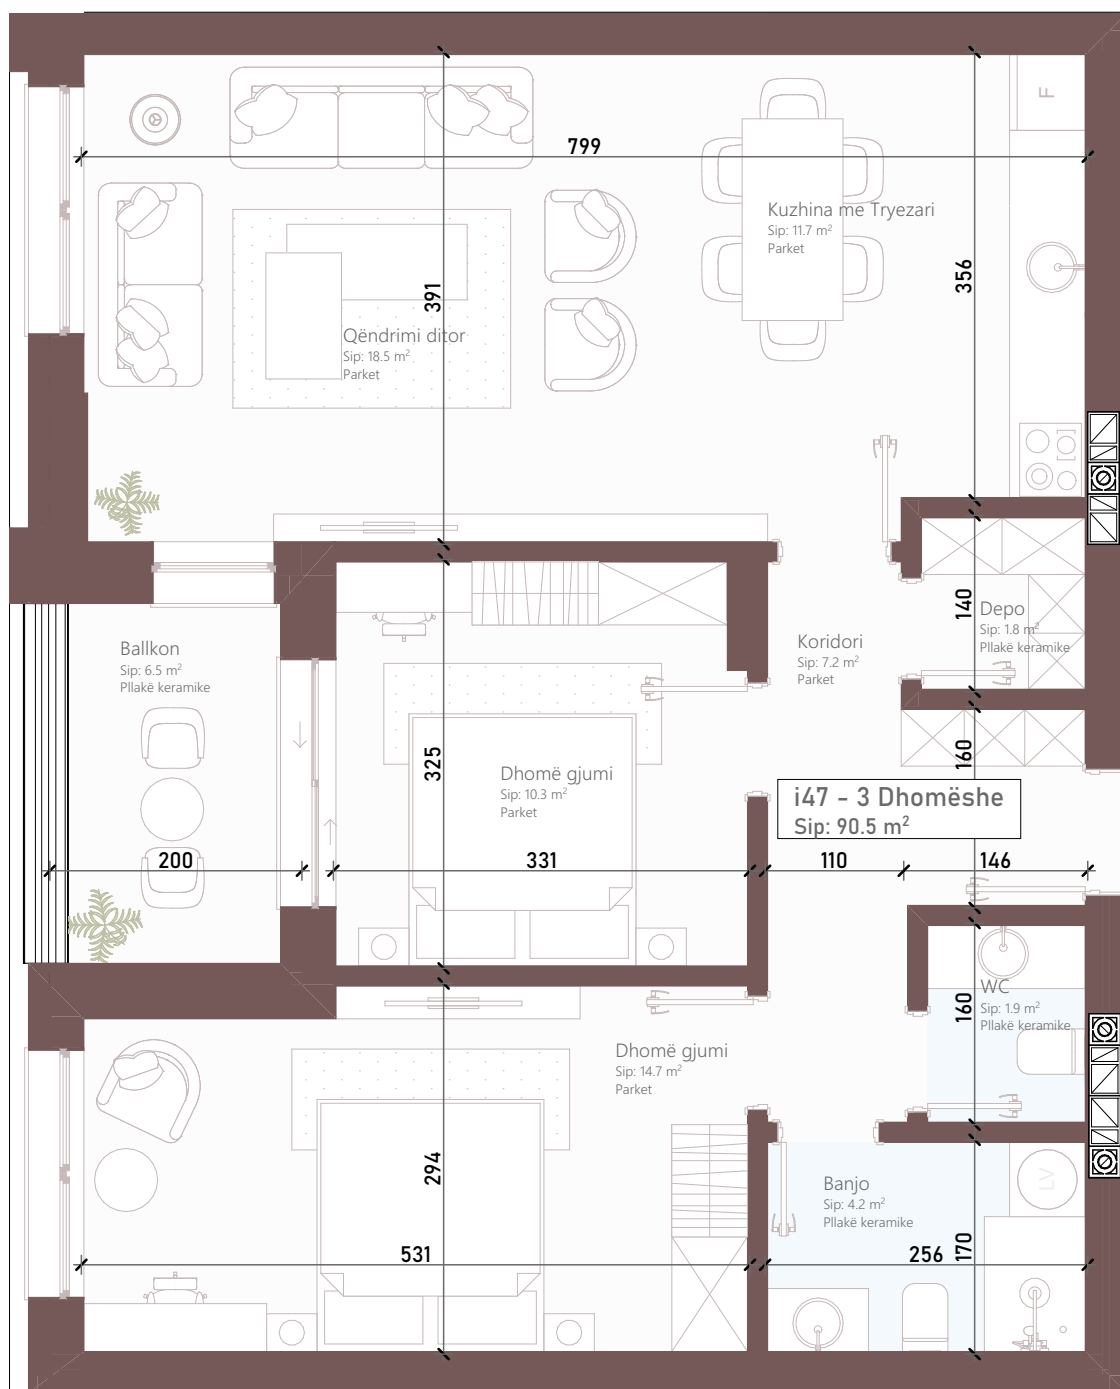 F
799
Kuzhina me Tryezari
Sip: 11.7 m²
Parket
356
391
Qëndrimi ditor
Sip: 18.5 m²
Parket
140
Depo
Sip: 1.8 m²
Pllakë keramike
Ballkon
Sip: 6.5 m²
Pllakë keramike
Koridori
Sip: 7.2 m²
Parket
325
160
Dhomë gjumi
Sip: 10.3 m²
Parket
i47 - 3 Dhomëshe
Sip: 90.5 m²
200
331
110
146
WC
Sip: 1.9 m²
Pllakë keramike
160
Dhomë gjumi
Sip: 14.7 m²
Parket
294
Banjo
Sip: 4.2 m²
Pllakë keramike
LV
531
256
170